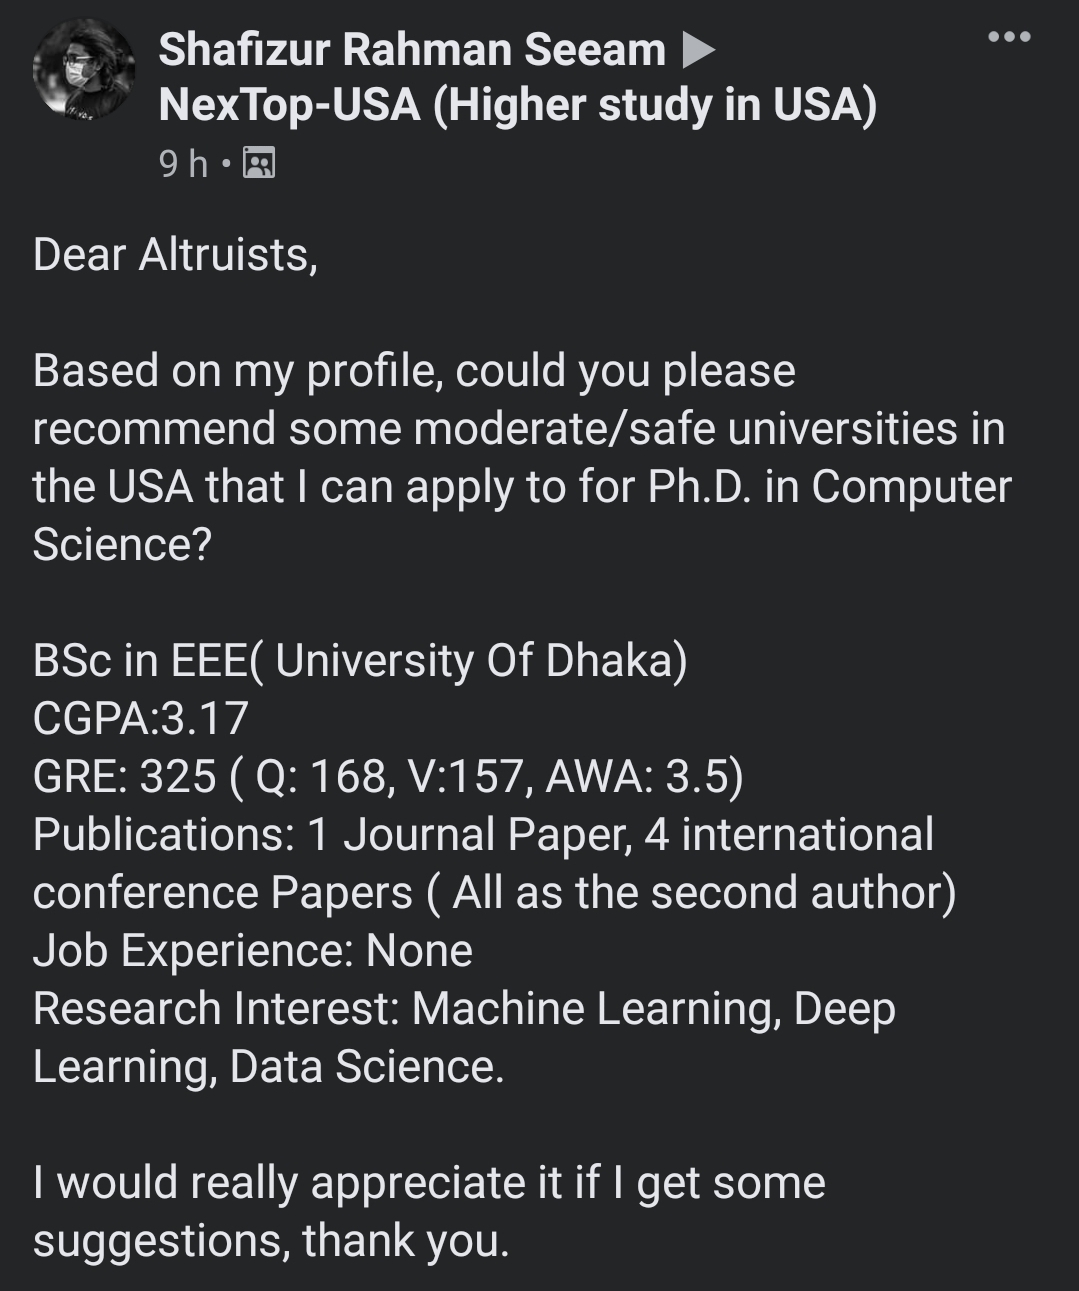 Shafizur Rahman Seeam ▶
NexTop-USA (Higher study in USA)
9 h •
Dear Altruists,
Based on my profile, could you please
recommend some moderate/safe universities in
the USA that I can apply to for Ph.D. in Computer
Science?
BSc in EEE( University Of Dhaka)
CGPA:3.17
GRE: 325 ( Q: 168, V:157, AWA: 3.5)
Publications: 1 Journal Paper, 4 international
conference Papers ( All as the second author)
Job Experience: None
Research Interest: Machine Learning, Deep
Learning, Data Science.
I would really appreciate it if I get some
suggestions, thank you.